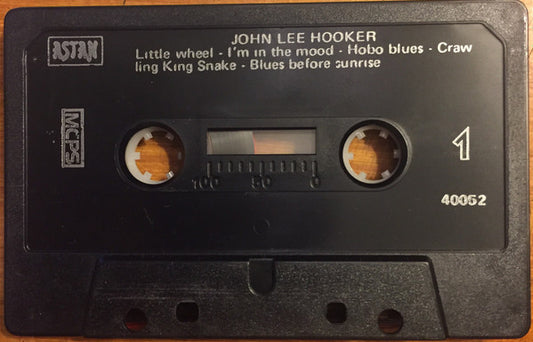 ASTAN
JOHN LEE HOOKER
Little wheel - I'm in the mood - Hobo blues - Craw
ling King Snake - Blues before sunrise
MCPS
1
100 50 0
40052